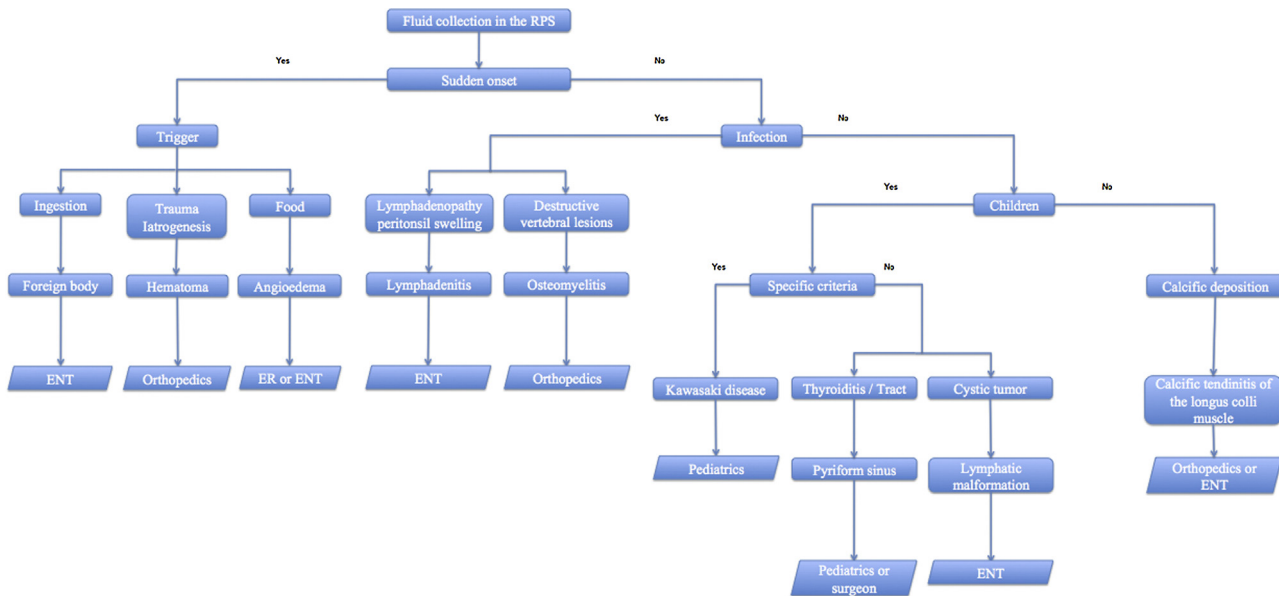 Fluid collection in the RPS
Yes
No
Sudden onset
Yes
No
Trigger
Infection
Yes
No
Ingestion
Trauma
Iatrogenesis
Food
Lymphadenopathy
peritonsil swelling
Destructive
vertebral lesions
Children
Yes
No
Foreign body
Hematoma
Angioedema
Lymphadenitis
Osteomyelitis
Specific criteria
Calcific deposition
ENT
Orthopedics
ER or ENT
ENT
Orthopedics
Kawasaki disease
Thyroiditis / Tract
Cystic tumor
Calcific tendinitis of
the longus colli
muscle
Pediatrics
Pyriform sinus
Lymphatic
malformation
Orthopedics or
ENT
Pediatrics or
surgeon
ENT